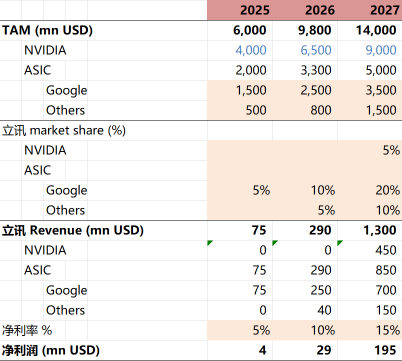 2025 2026 2027
TAM (mn USD) 6,000 9,800 14,000
NVIDIA 4,000 6,500 9,000
ASIC 2,000 3,300 5,000
Google 1,500 2,500 3,500
Others 500 800 1,500
立讯 market share (%)
NVIDIA 5%
ASIC
Google 5% 10% 20%
Others 5% 10%
立讯 Revenue (mn USD) 75 290 1,300
NVIDIA 0 0 450
ASIC 75 290 850
Google 75 250 700
Others 0 40 150
净利率 % 5% 10% 15%
净利润 (mn USD) 4 29 195